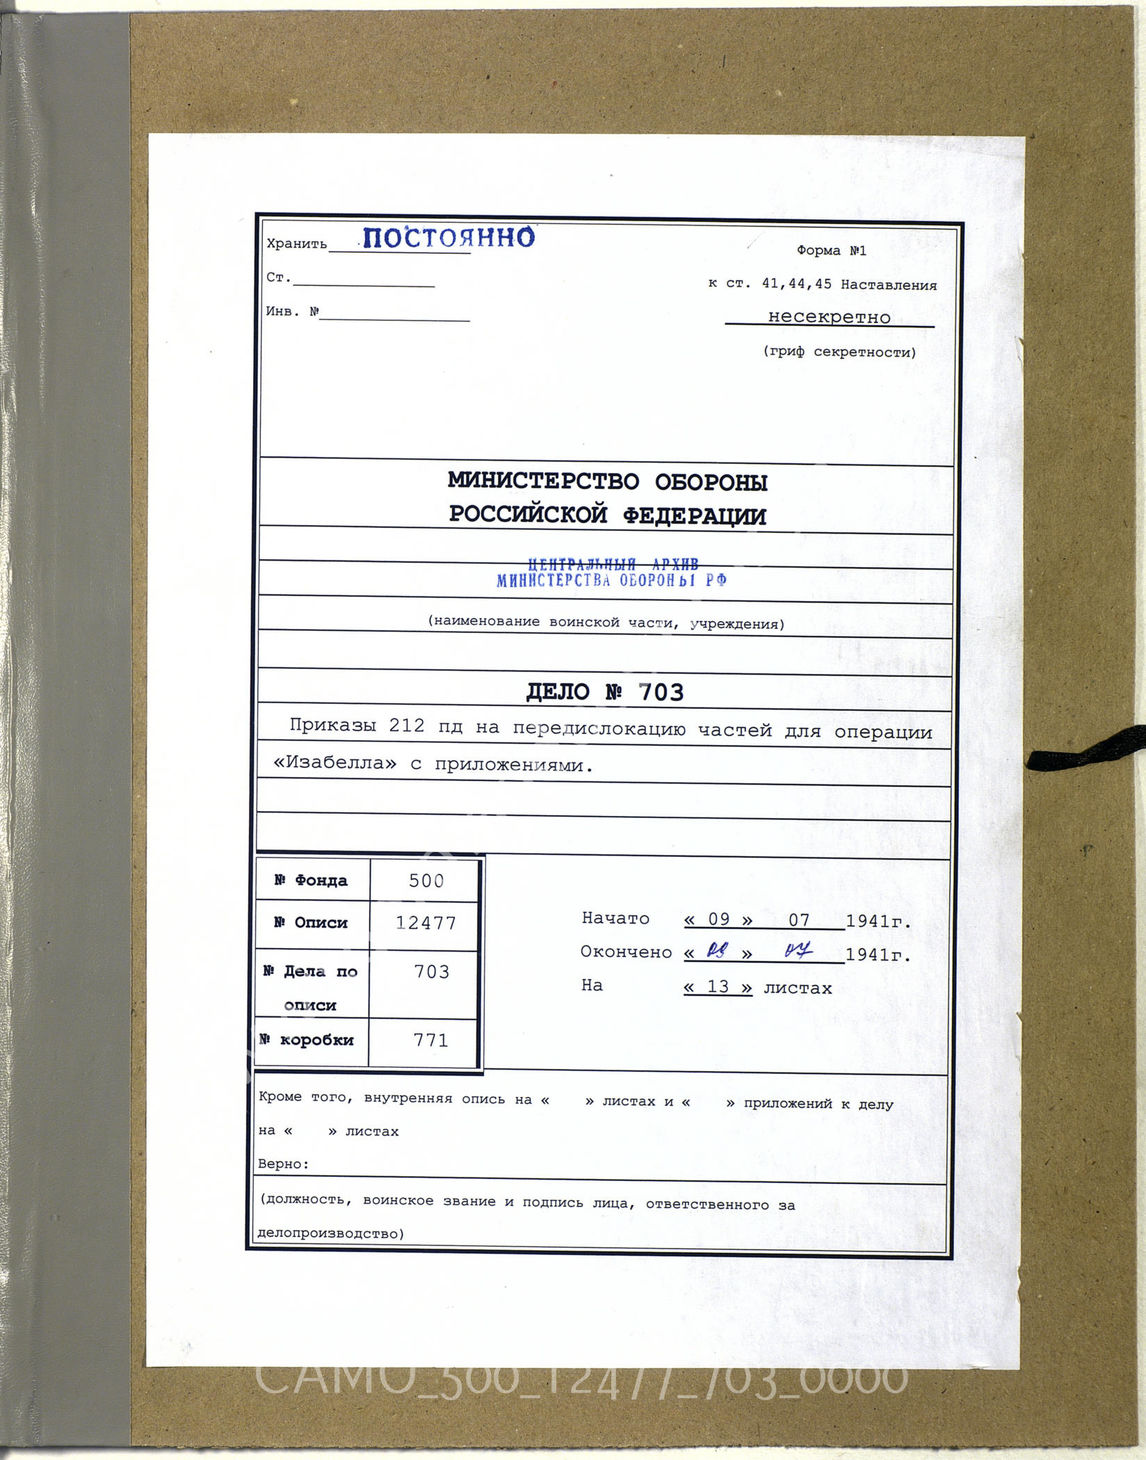 Хранить ПОСТОЯННО
Форма №1
Ст.
к ст. 41,44,45 Наставления
Инв. №
несекретно
(гриф секретности)
МИНИСТЕРСТВО ОБОРОНЫ
РОССИЙСКОЙ ФЕДЕРАЦИИ
ЦЕНТРАЛЬНЫЙ АРХИВ
МИНИСТЕРСТВА ОБОРОНЫ РФ
(наименование воинской части, учреждения)
ДЕЛО № 703
Приказы 212 пд на передислокацию частей для операции
«Изабелла» с приложениями.
№ Фонда 500
№ Описи 12477
№ Дела по описи 703
№ коробки 771
Начато « 09 » 07 1941г.
Окончено « 09 » 07 1941г.
На « 13 » листах
Кроме того, внутренняя опись на « » листах и « » приложений к делу
на « » листах
Верно:
(должность, воинское звание и подпись лица, ответственного за
делопроизводство)
CAMO_500_12477_703_0000